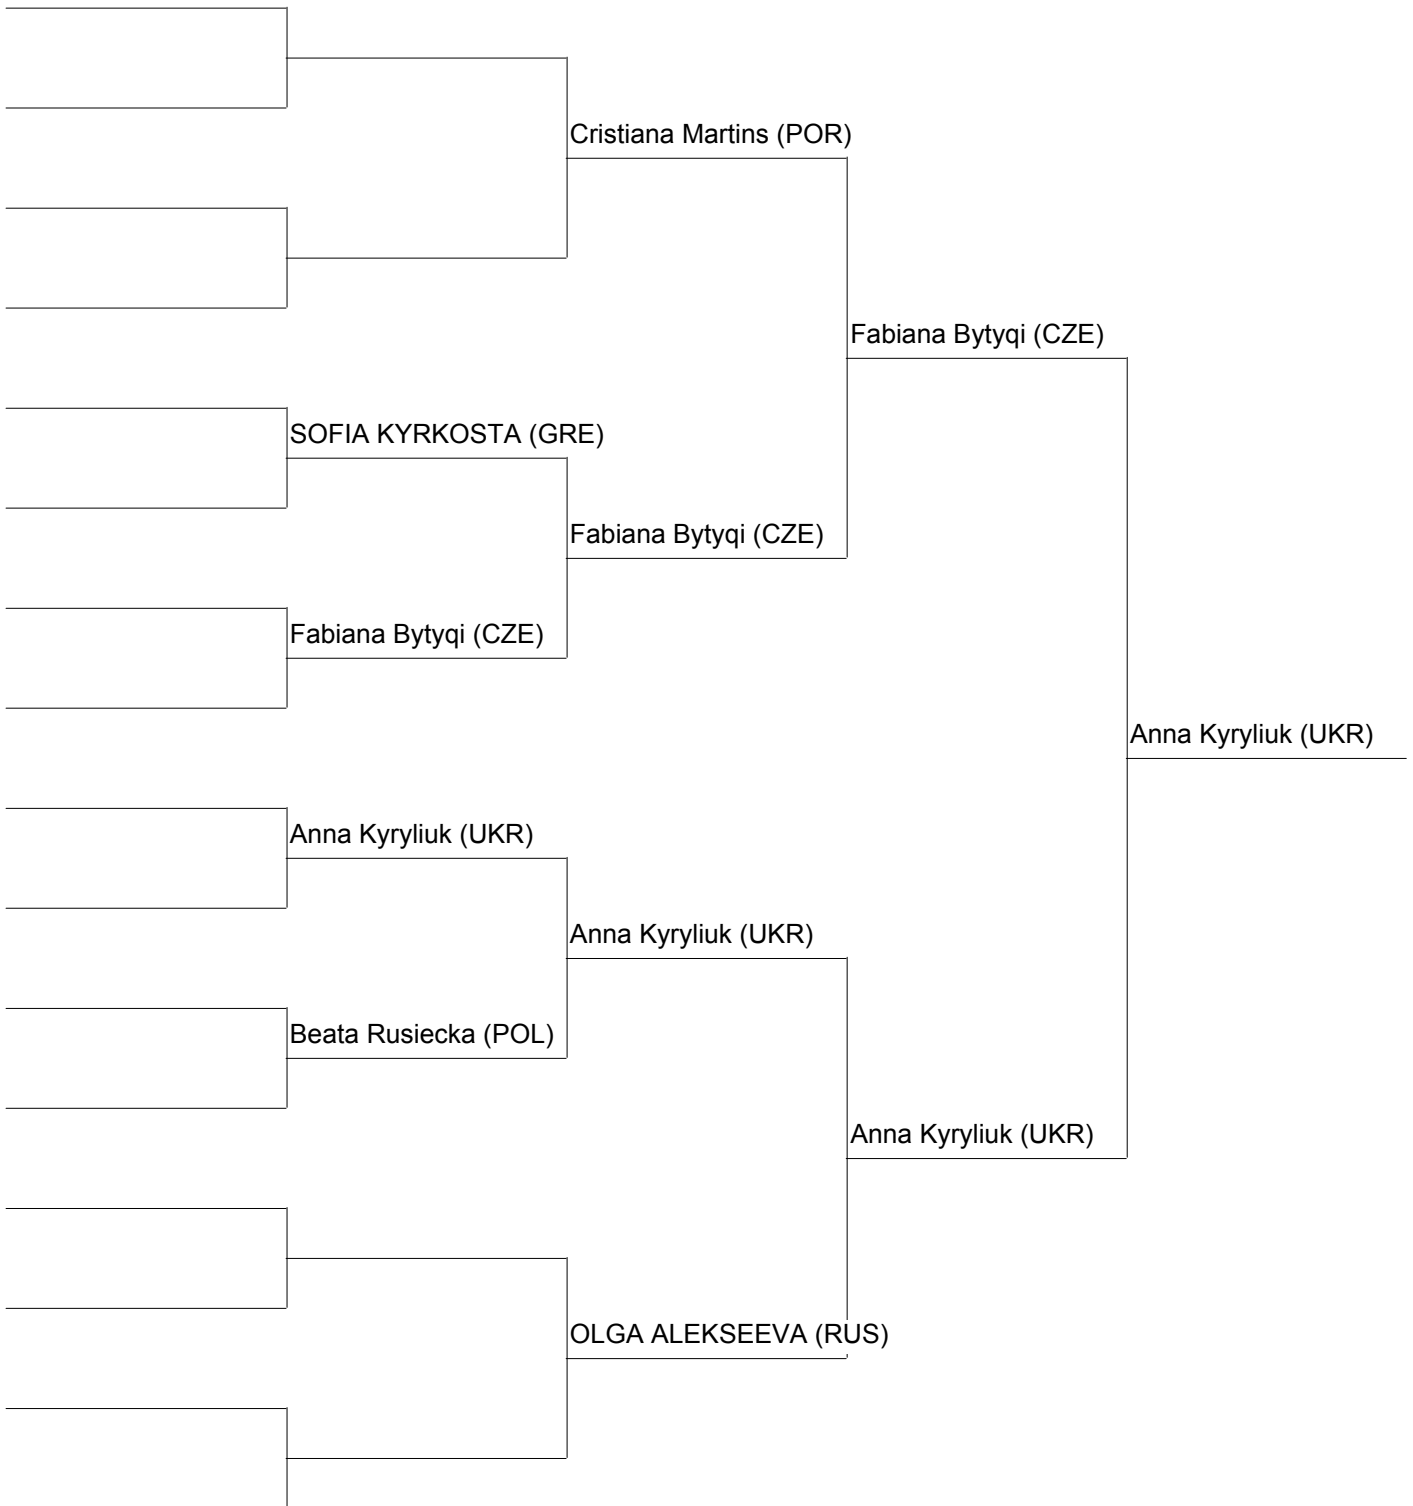 Cristiana Martins (POR)
Fabiana Bytyqi (CZE)
SOFIA KYRKOSTA (GRE)
Fabiana Bytyqi (CZE)
Fabiana Bytyqi (CZE)
Anna Kyryliuk (UKR)
Anna Kyryliuk (UKR)
Anna Kyryliuk (UKR)
Beata Rusiecka (POL)
Anna Kyryliuk (UKR)
OLGA ALEKSEEVA (RUS)